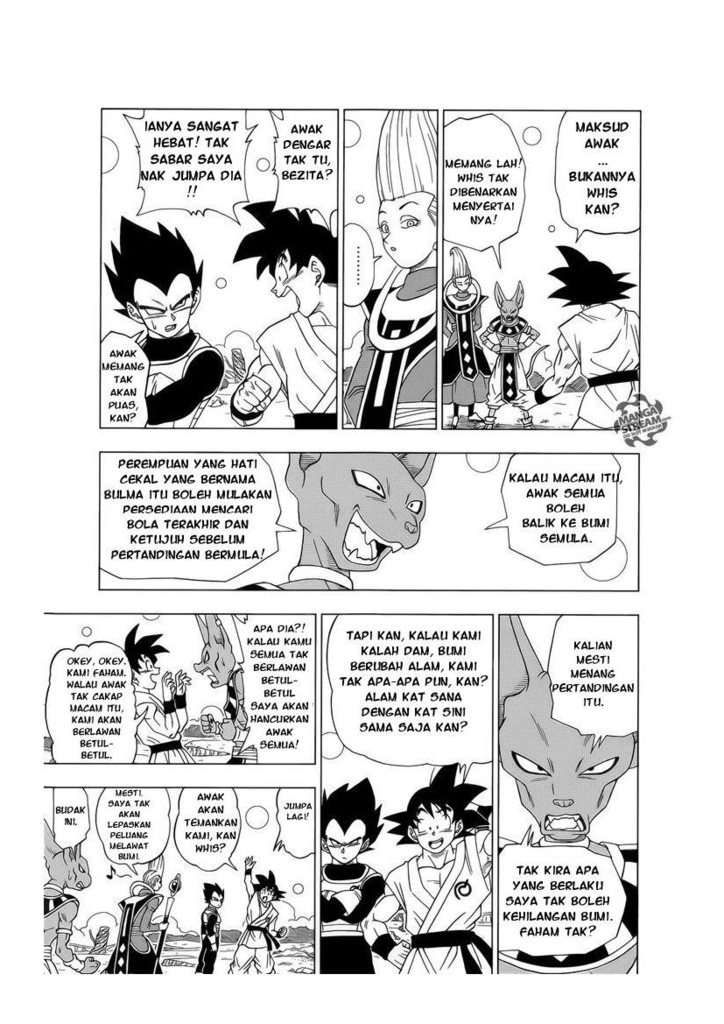 MAKSUD
AWAK
...
BUKANNYA
WHIS
KAN?
MEMANG LAH!
WHIS TAK
DIBENARKAN
MENYERTAI
NYA!
........
AWAK
DENGAR
TAK TU,
BEZITA?
IANYA SANGAT
HEBAT! TAK
SABAR SAYA
NAK JUMPA DIA
!!
AWAK
MEMANG
TAK
AKAN
PUAS,
KAN?
MANGA
STREAM
KALAU MACAM ITU,
AWAK SEMUA
BOLEH
BALIK KE BUMI
SEMULA.
PEREMPUAN YANG HATI
CEKAL YANG BERNAMA
BULMA ITU BOLEH MULAKAN
PERSEDIAAN MENCARI
BOLA TERAKHIR DAN
KETUJUH SEBELUM
PERTANDINGAN BERMULA!
KALIAN
MESTI
MENANG
PERTANDINGAN
ITU.
TAK KIRA APA
YANG BERLAKU
SAYA TAK BOLEH
KEHILANGAN BUMI.
FAHAM TAK?
TAPI KAN, KALAU KAMI
KALAH DAM, BUMI
BERUBAH ALAM, KAMI
TAK APA-APA PUN, KAN?
ALAM KAT SANA
DENGAN KAT SINI
SAMA SAJA KAN?
APA DIA?!
KALAU KAMU
SEMUA TAK
BERLAWAN
BETUL-
BETUL
SAYA AKAN
HANCURKAN
AWAK
SEMUA!
OKEY, OKEY.
KAMI FAHAM.
WALAU AWAK
TAK CAKAP
MACAM ITU,
KAMI AKAN
BERLAWAN
BETUL-
BETUL.
JUMPA
LAGI!
AWAK
AKAN
TEMANKAN
KAMI, KAN
WHIS?
MESTI.
SAYA TAK
AKAN
LEPASKAN
PELUANG
MELAWAT
BUMI.
BUDAK
INI.